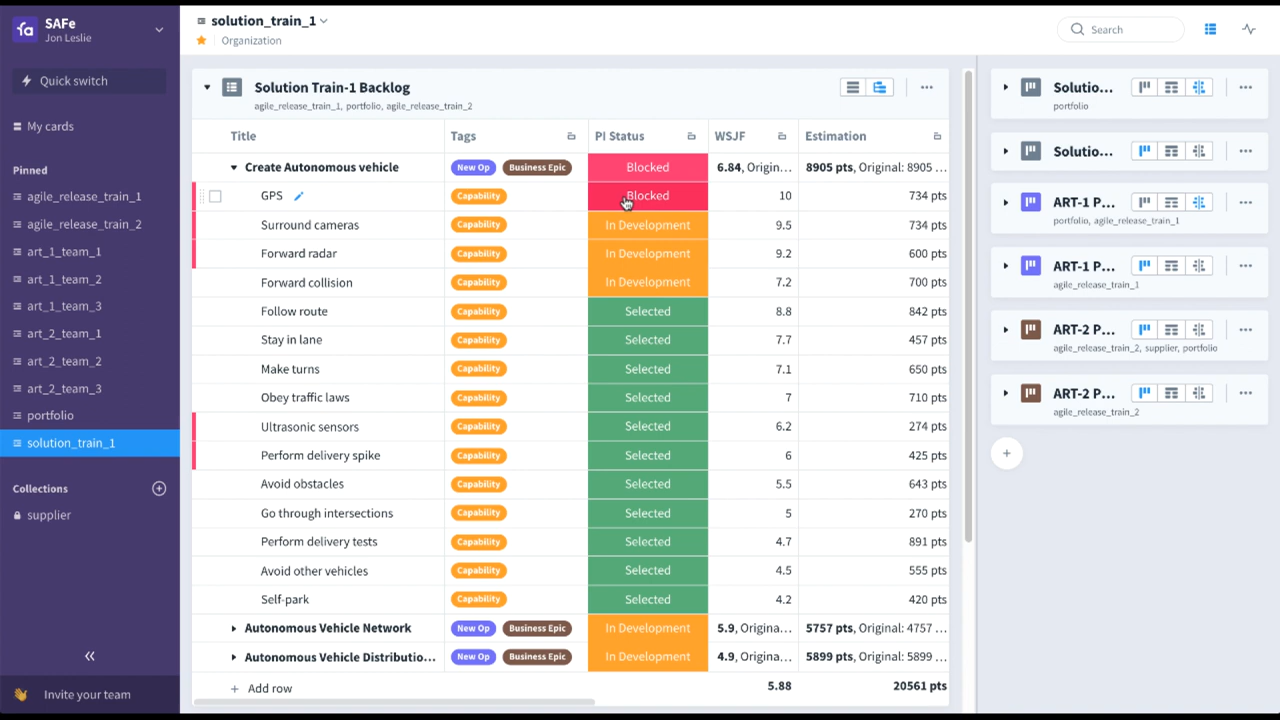 SAFe
Jon Leslie
Quick switch
My cards
Pinned
agile_release_train_1
agile_release_train_2
art_1_team_1
art_1_team_2
art_1_team_3
art_2_team_1
art_2_team_2
art_2_team_3
portfolio
solution_train_1
Collections
supplier
Invite your team
solution_train_1
Organization
Search
Solution Train-1 Backlog
agile_release_train_1, portfolio, agile_release_train_2
Title Tags PI Status WSJF Estimation
Create Autonomous vehicle New Op Business Epic Blocked 6.84, Origin... 8905 pts, Original: 8905 ...
GPS Capability Blocked 10 734 pts
Surround cameras Capability In Development 9.5 734 pts
Forward radar Capability In Development 9.2 600 pts
Forward collision Capability In Development 7.2 700 pts
Follow route Capability Selected 8.8 842 pts
Stay in lane Capability Selected 7.7 457 pts
Make turns Capability Selected 7.1 650 pts
Obey traffic laws Capability Selected 7 710 pts
Ultrasonic sensors Capability Selected 6.2 274 pts
Perform delivery spike Capability Selected 6 425 pts
Avoid obstacles Capability Selected 5.5 643 pts
Go through intersections Capability Selected 5 270 pts
Perform delivery tests Capability Selected 4.7 891 pts
Avoid other vehicles Capability Selected 4.5 555 pts
Self-park Capability Selected 4.2 420 pts
Autonomous Vehicle Network New Op Business Epic In Development 5.9, Origina... 5757 pts, Original: 4757 ...
Autonomous Vehicle Distributio... New Op Business Epic In Development 4.9, Origina... 5899 pts, Original: 5899 ...
+ Add row 5.88 20561 pts
Solutio...
portfolio
Solutio...
ART-1 P...
portfolio, agile_release_train_1
ART-1 P...
agile_release_train_1
ART-2 P...
agile_release_train_2, supplier, portfolio
ART-2 P...
agile_release_train_2